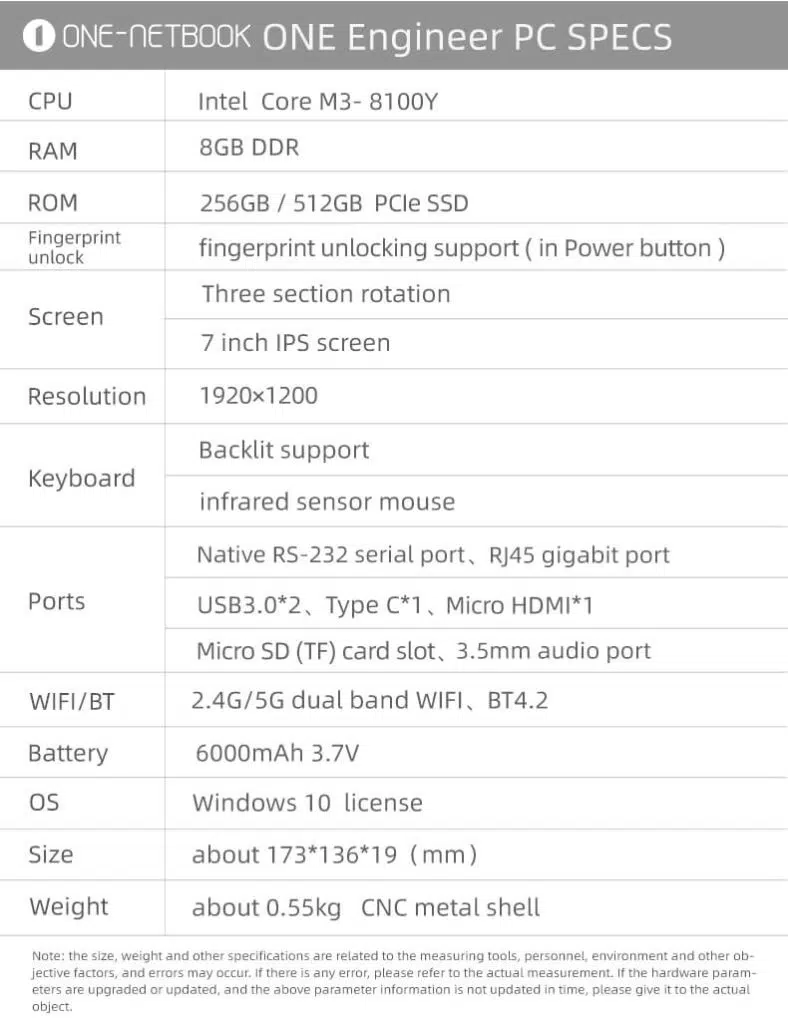 1 ONE-NETBOOK ONE Engineer PC SPECS
CPU
Intel Core M3- 8100Y
RAM
8GB DDR
ROM
256GB / 512GB PCIe SSD
Fingerprint
unlock
fingerprint unlocking support ( in Power button )
Screen
Three section rotation
7 inch IPS screen
Resolution
1920×1200
Keyboard
Backlit support
infrared sensor mouse
Ports
Native RS-232 serial port、RJ45 gigabit port
USB3.0*2、Type C*1、Micro HDMI*1
Micro SD (TF) card slot、3.5mm audio port
WIFI/BT
2.4G/5G dual band WIFI、BT4.2
Battery
6000mAh 3.7V
OS
Windows 10 license
Size
about 173*136*19（mm）
Weight
about 0.55kg CNC metal shell
Note: the size, weight and other specifications are related to the measuring tools, personnel, environment and other ob-
jective factors, and errors may occur. If there is any error, please refer to the actual measurement. If the hardware param-
eters are upgraded or updated, and the above parameter information is not updated in time, please give it to the actual
object.